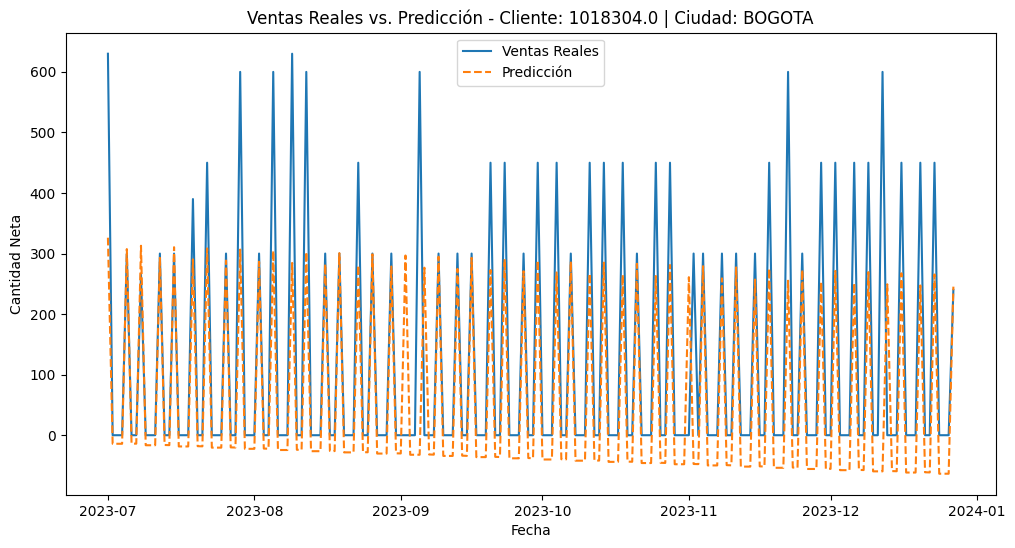 Ventas Reales vs. Predicción - Cliente: 1018304.0 | Ciudad: BOGOTA
Ventas Reales
Predicción
Cantidad Neta
600
500
400
300
200
100
0
2023-07
2023-08
2023-09
2023-10
2023-11
2023-12
2024-01
Fecha